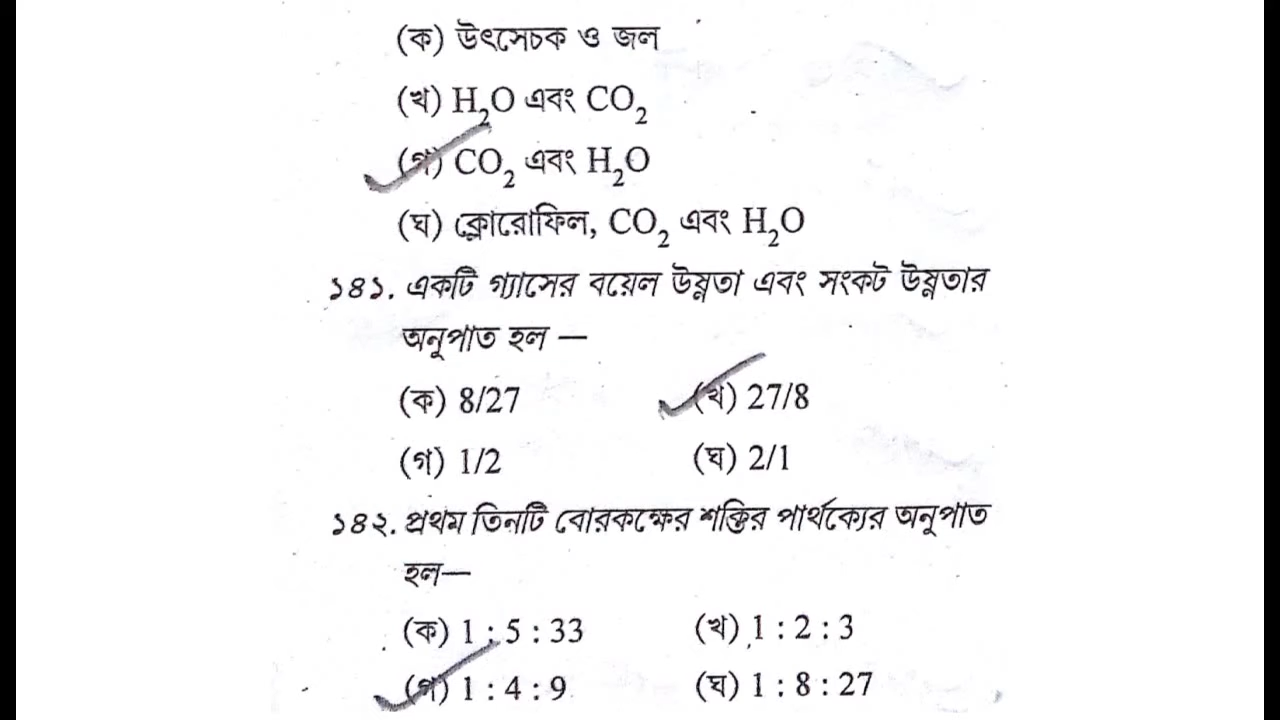 (ক) উৎসেচক ও জল
(খ) H₂O এবং CO₂
(গ) CO₂ এবং H₂O
(ঘ) ক্লোরোফিল, CO₂ এবং H₂O
১৪১. একটি গ্যাসের বয়েল উষ্ণতা এবং সংকট উষ্ণতার
অনুপাত হল —
(ক) 8/27 (খ) 27/8
(গ) 1/2 (ঘ) 2/1
১৪২. প্রথম তিনটি বোরকক্ষের শক্তির পার্থক্যের অনুপাত
হল—
(ক) 1 : 5 : 33 (খ) 1 : 2 : 3
(গ) 1 : 4 : 9 (ঘ) 1 : 8 : 27